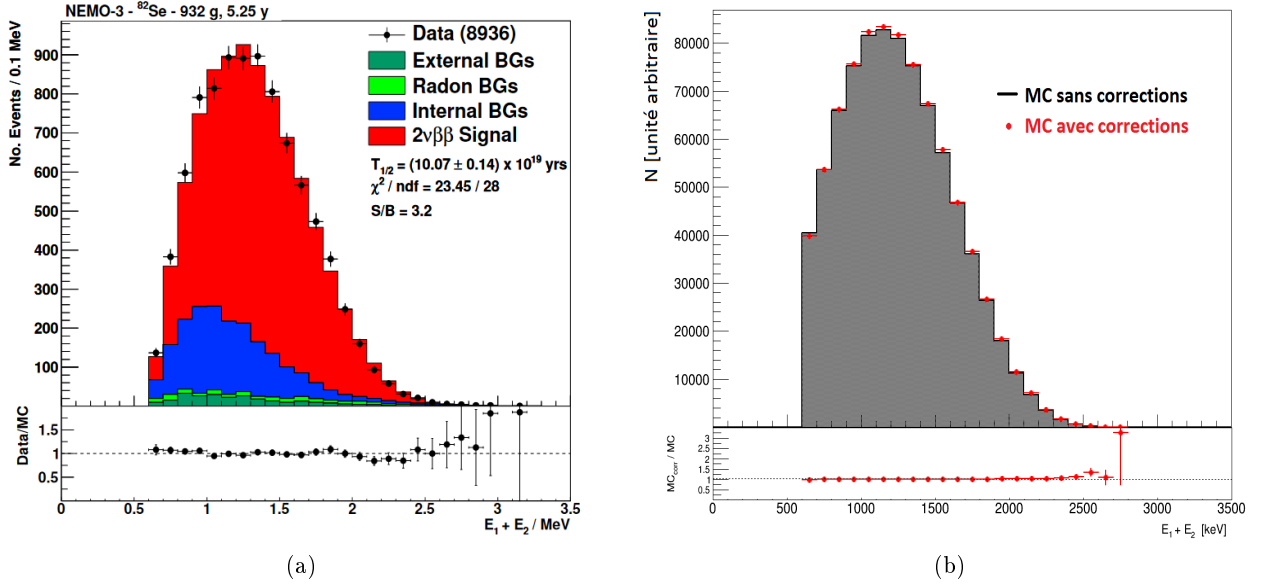 NEMO-3 - ⁸²Se - 932 g, 5.25 y
No. Events / 0.1 MeV
900
800
700
600
500
400
300
200
100
Data (8936)
External BGs
Radon BGs
Internal BGs
2νββ Signal
T₁/₂ = (10.07 ± 0.14) x 10¹⁹ yrs
χ² / ndf = 23.45 / 28
S/B = 3.2
Data/MC
1.5
1
0.5
0 0.5 1 1.5 2 2.5 3 3.5
E₁ + E₂ / MeV
(a)
N [unité arbitraire]
80000
70000
60000
50000
40000
30000
20000
10000
MC sans corrections
MC avec corrections
MCcorr / MC
3
2.5
2
1.5
1
0.5
0 500 1000 1500 2000 2500 3000 3500
E₁ + E₂ [keV]
(b)